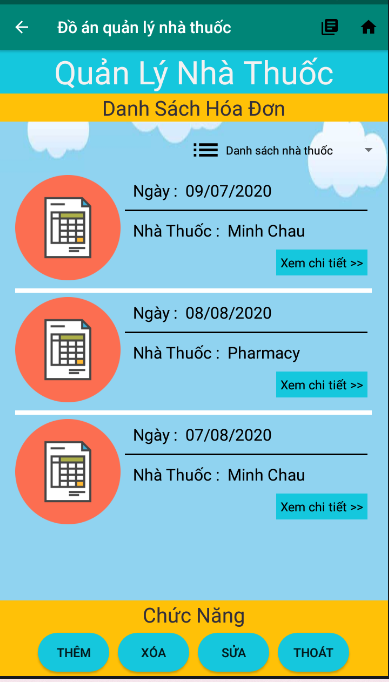 Đồ án quản lý nhà thuốc
Quản Lý Nhà Thuốc
Danh Sách Hóa Đơn
Danh sách nhà thuốc
Ngày : 09/07/2020
Nhà Thuốc : Minh Chau
Xem chi tiết >>
Ngày : 08/08/2020
Nhà Thuốc : Pharmacy
Xem chi tiết >>
Ngày : 07/08/2020
Nhà Thuốc : Minh Chau
Xem chi tiết >>
Chức Năng
THÊM XÓA SỬA THOÁT